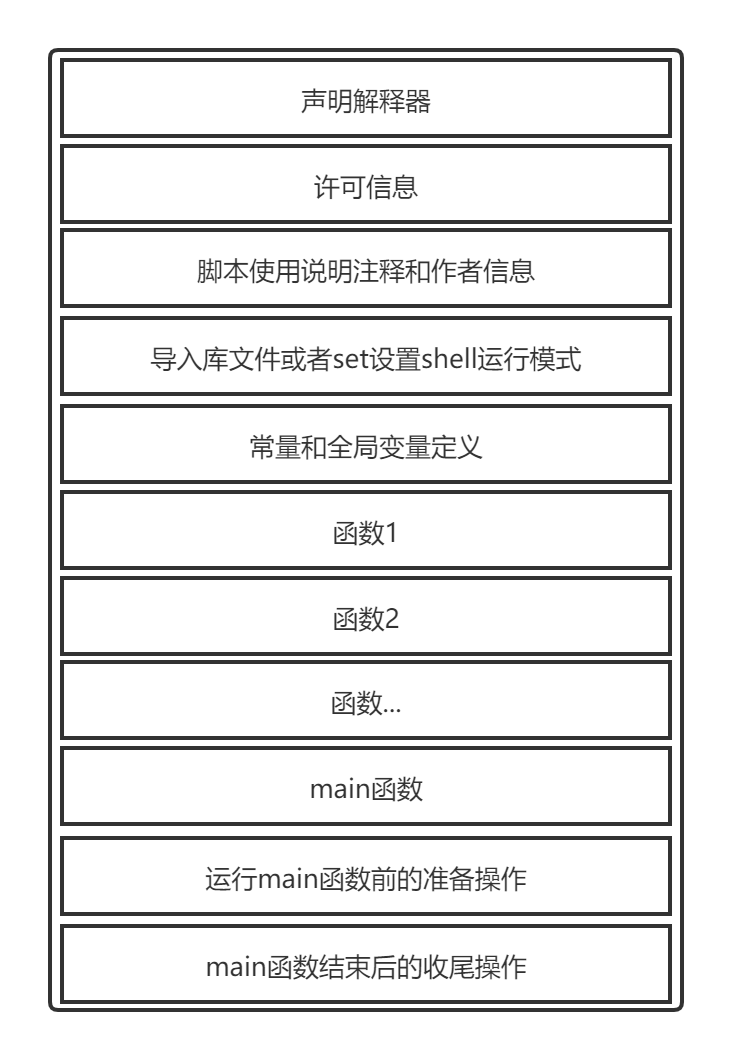 声明解释器
许可信息
脚本使用说明注释和作者信息
导入库文件或者set设置shell运行模式
常量和全局变量定义
函数1
函数2
函数...
main函数
运行main函数前的准备操作
main函数结束后的收尾操作